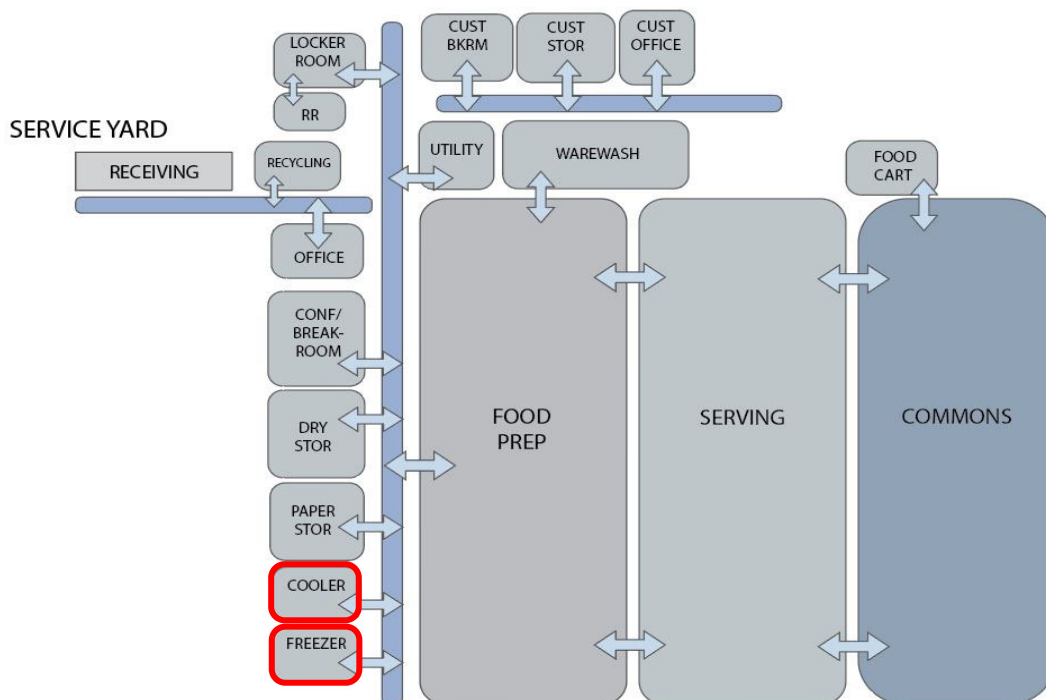 LOCKER
ROOM
CUST
BKRM
CUST
STOR
CUST
OFFICE
RR
SERVICE YARD
RECEIVING
RECYCLING
UTILITY
WAREWASH
FOOD
CART
OFFICE
CONF/
BREAK-
ROOM
DRY
STOR
FOOD
PREP
SERVING
COMMONS
PAPER
STOR
COOLER
FREEZER